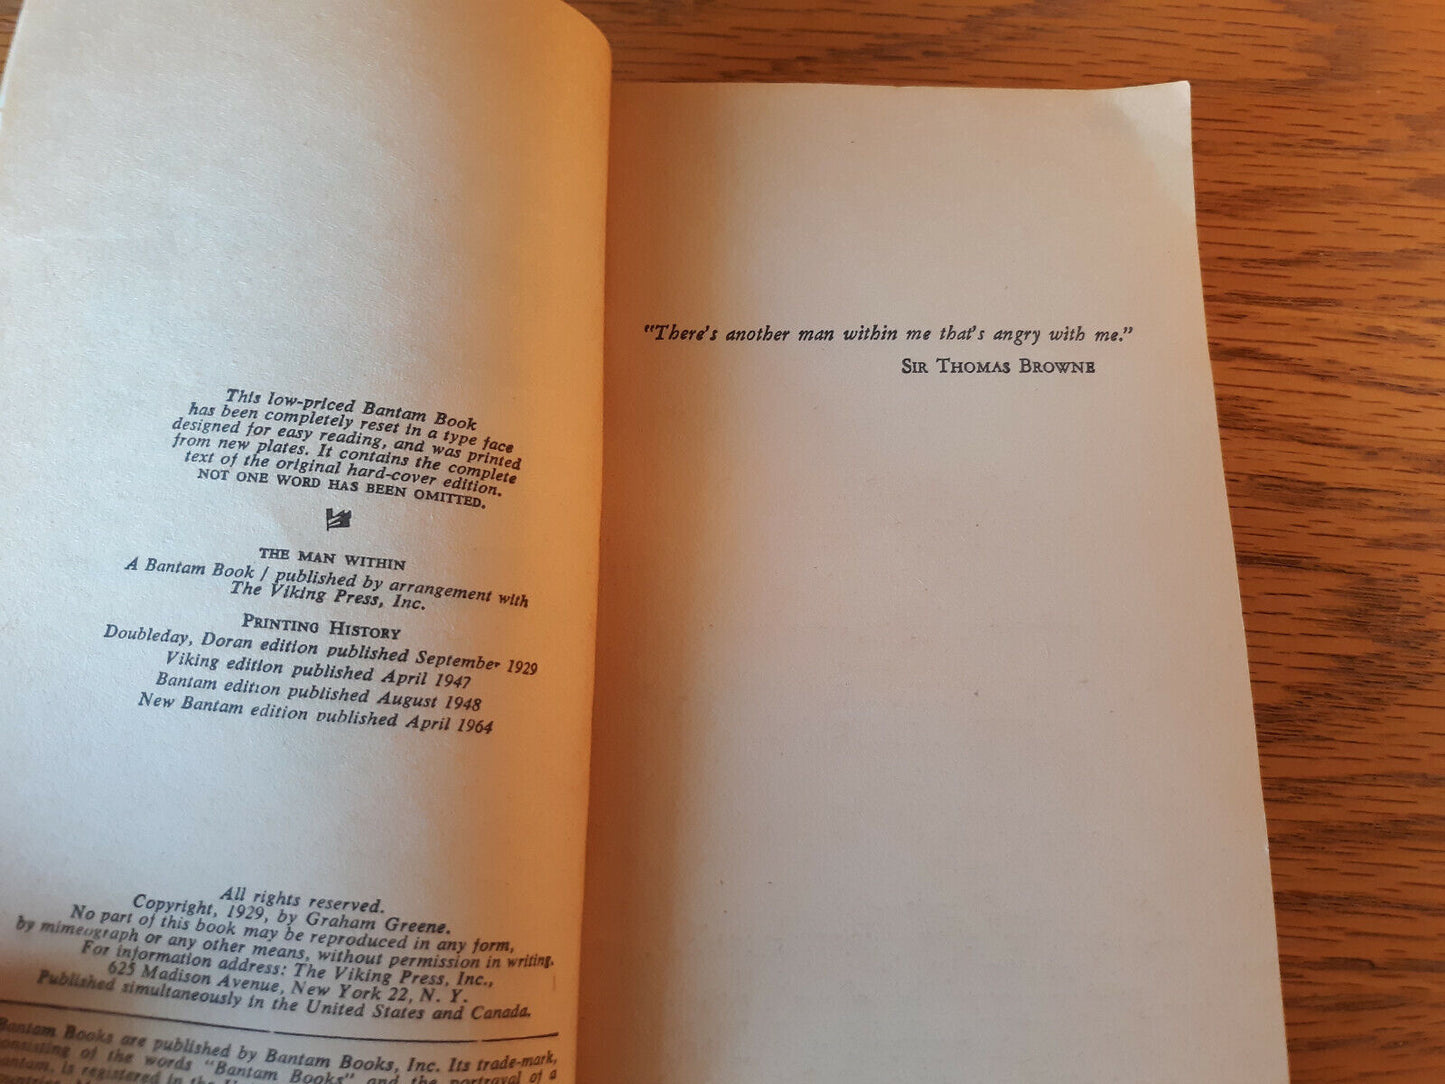 This low-priced Bantam Book
has been completely reset in a type face
designed for easy reading, and was printed
from new plates. It contains the complete
text of the original hard-cover edition.
NOT ONE WORD HAS BEEN OMITTED.
THE MAN WITHIN
A Bantam Book / published by arrangement with
The Viking Press, Inc.
PRINTING HISTORY
Doubleday, Doran edition published September 1929
Viking edition published April 1947
Bantam edition published August 1948
New Bantam edition published April 1964
All rights reserved.
Copyright, 1929, by Graham Greene.
No part of this book may be reproduced in any form,
by mimeograph or any other means, without permission in writing.
For information address: The Viking Press, Inc.,
625 Madison Avenue, New York 22, N. Y.
Published simultaneously in the United States and Canada.
Bantam Books are published by Bantam Books, Inc. Its trade-mark,
consisting of the words "Bantam Books" and the portrayal of a
bantam, is registered in the
"There's another man within me that's angry with me."
SIR THOMAS BROWNE